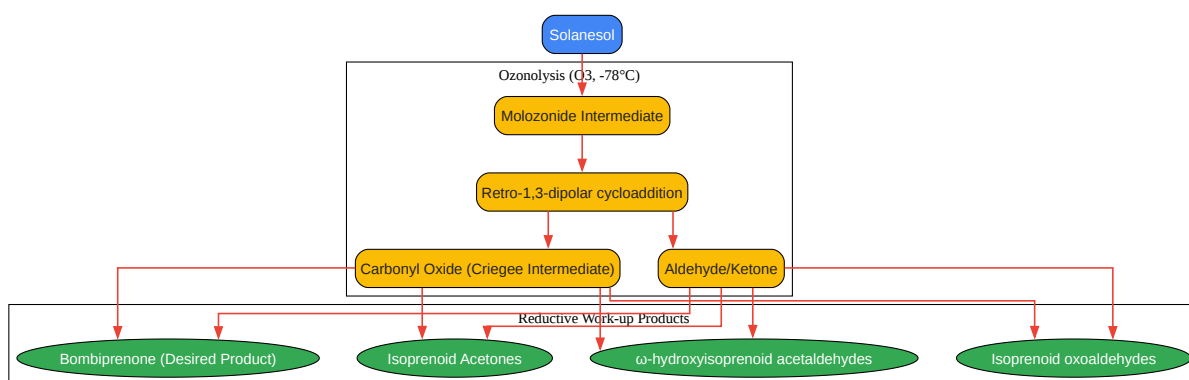 Solanesol
Ozonolysis (O3, -78°C)
Molozonide Intermediate
Retro-1,3-dipolar cycloaddition
Carbonyl Oxide (Criegee Intermediate)
Aldehyde/Ketone
Reductive Work-up Products
Bombiprenone (Desired Product)
Isoprenoid Acetones
ω-hydroxyisoprenoid acetaldehydes
Isoprenoid oxoaldehydes